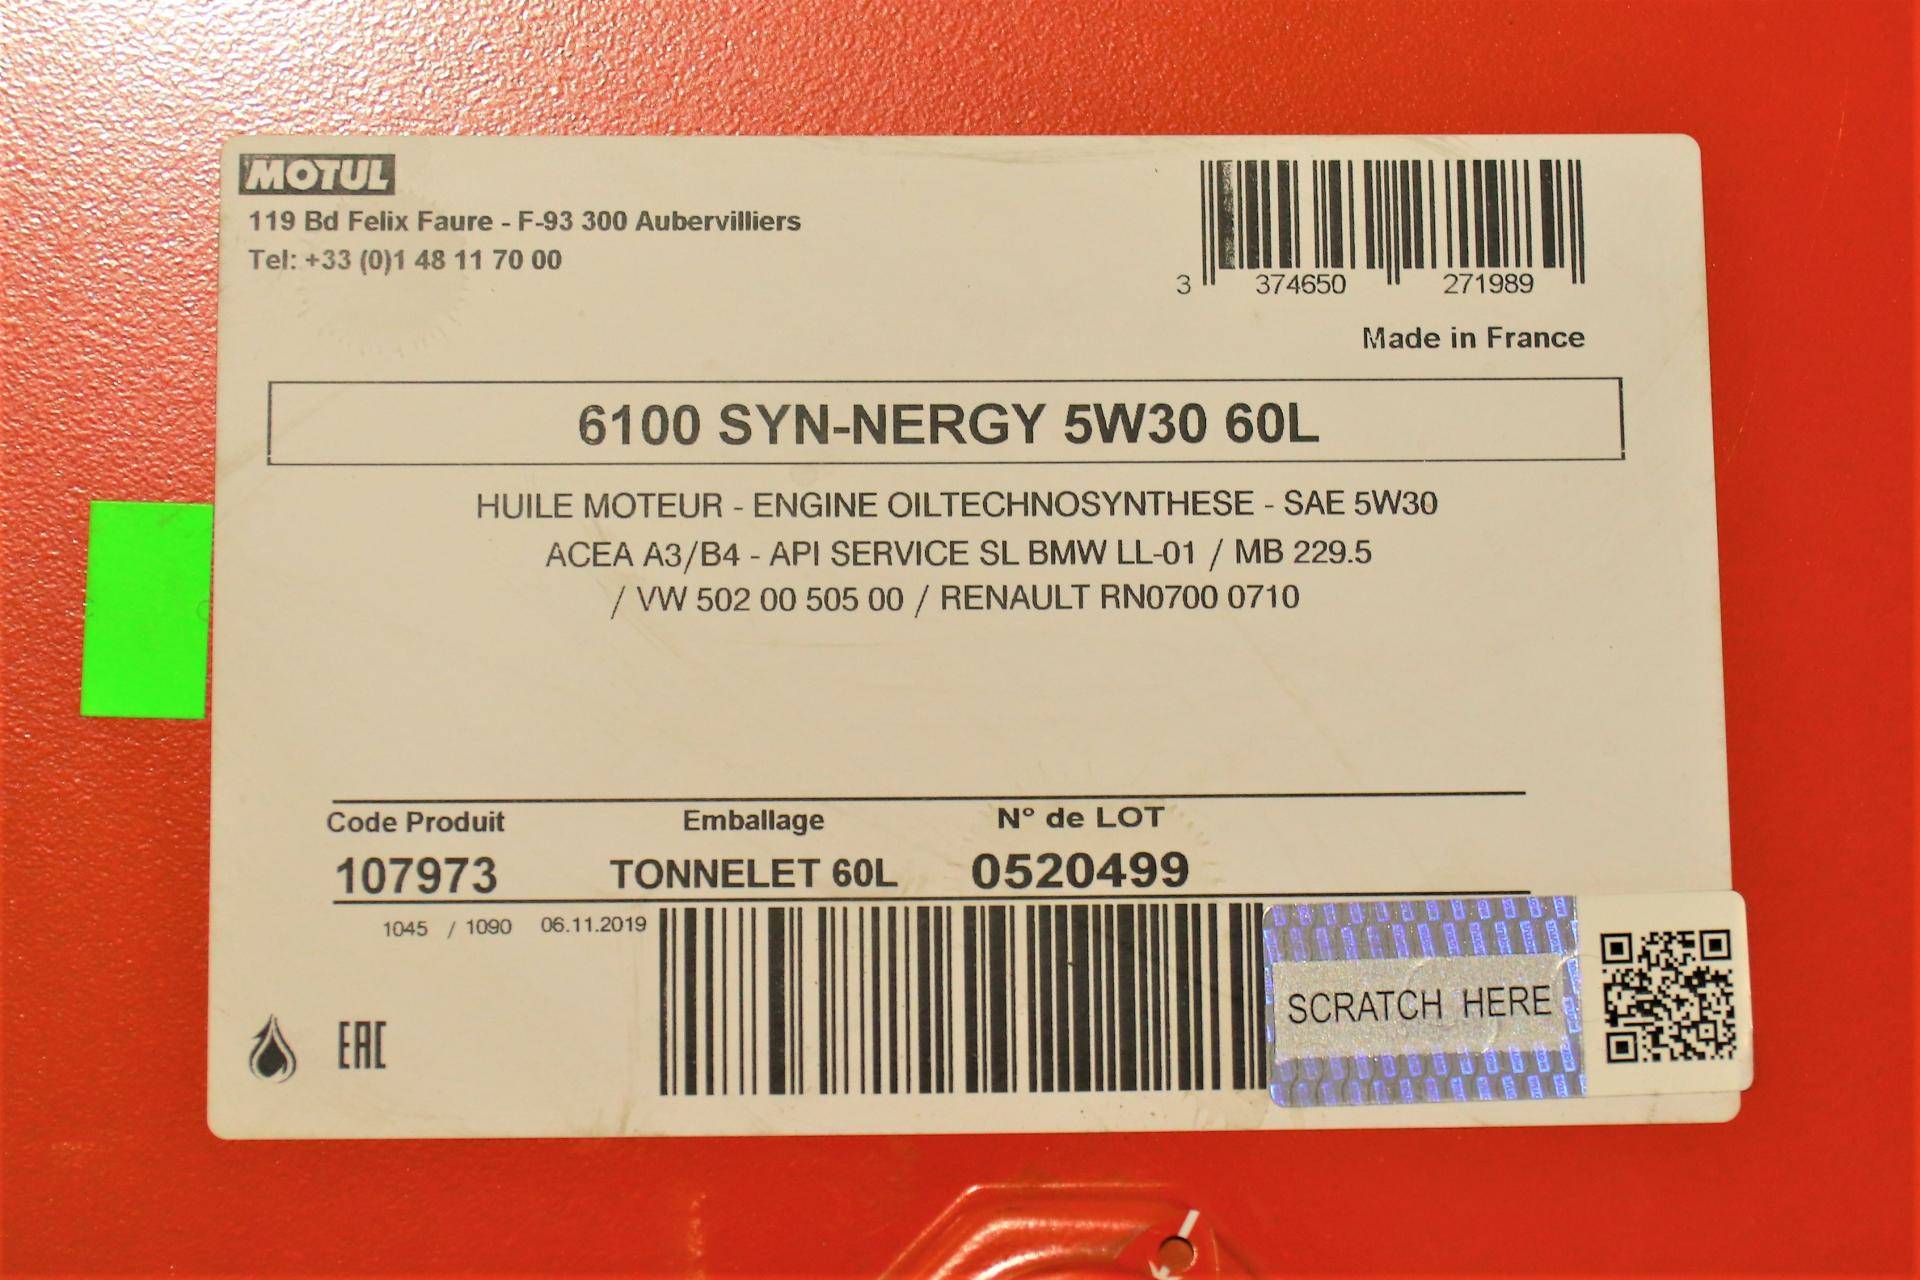 MOTUL
119 Bd Felix Faure - F-93 300 Aubervilliers
Tel: +33 (0)1 48 11 70 00
3 374650 271989
Made in France
6100 SYN-NERGY 5W30 60L
HUILE MOTEUR - ENGINE OILTECHNOSYNTHESE - SAE 5W30
ACEA A3/B4 - API SERVICE SL BMW LL-01 / MB 229.5
/ VW 502 00 505 00 / RENAULT RN0700 0710
Code Produit Emballage N° de LOT
107973 TONNELET 60L 0520499
1045 / 1090 06.11.2019
EAC
SCRATCH HERE